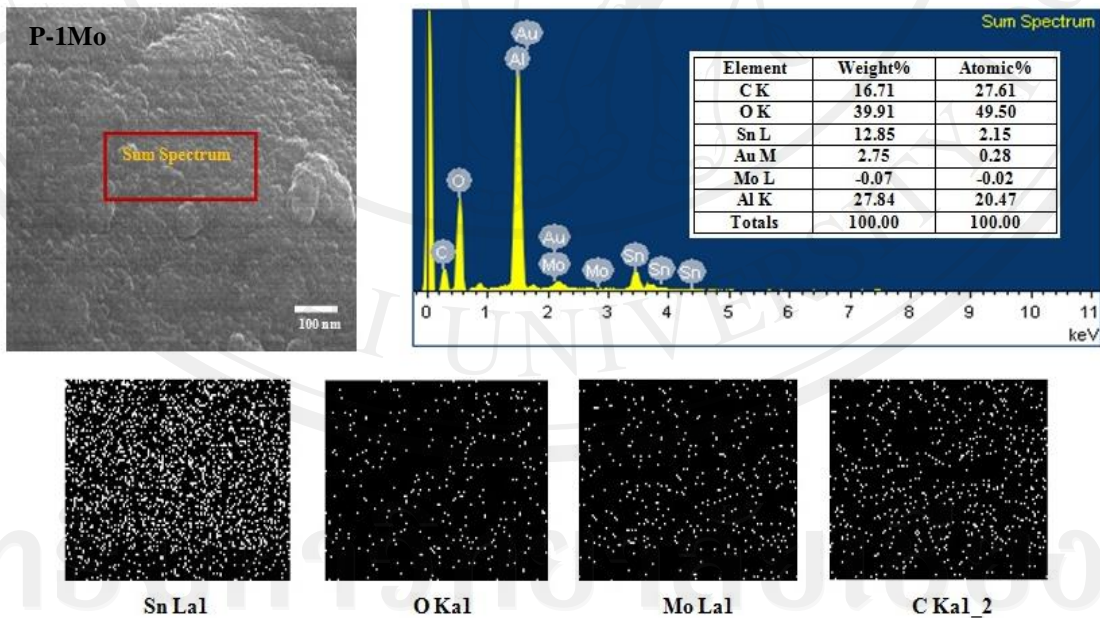 P-1Mo
Sum Spectrum
100 nm
Sum Spectrum
Au
Al
O
C
Au
Mo
Mo
Sn
Sn
Sn
0 1 2 3 4 5 6 7 8 9 10 11
keV
Element Weight% Atomic%
C K 16.71 27.61
O K 39.91 49.50
Sn L 12.85 2.15
Au M 2.75 0.28
Mo L -0.07 -0.02
Al K 27.84 20.47
Totals 100.00 100.00
I UNIVERSITY
Sn La1 O Ka1 Mo La1 C Ka1_2